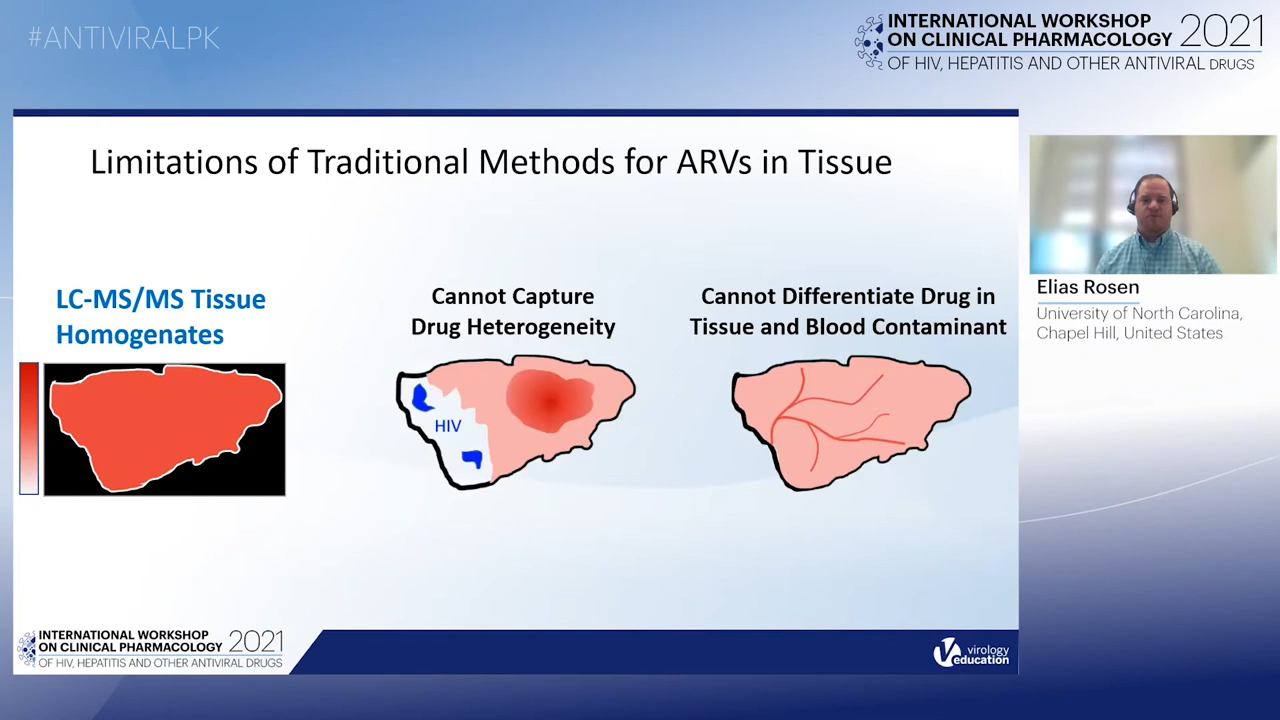 #ANTIVIRALPK
INTERNATIONAL WORKSHOP
ON CLINICAL PHARMACOLOGY 2021
OF HIV, HEPATITIS AND OTHER ANTIVIRAL DRUGS
Limitations of Traditional Methods for ARVs in Tissue
LC-MS/MS Tissue
Homogenates
Cannot Capture
Drug Heterogeneity
HIV
Cannot Differentiate Drug in
Tissue and Blood Contaminant
Elias Rosen
University of North Carolina,
Chapel Hill, United States
INTERNATIONAL WORKSHOP
ON CLINICAL PHARMACOLOGY 2021
OF HIV, HEPATITIS AND OTHER ANTIVIRAL DRUGS
virology
education